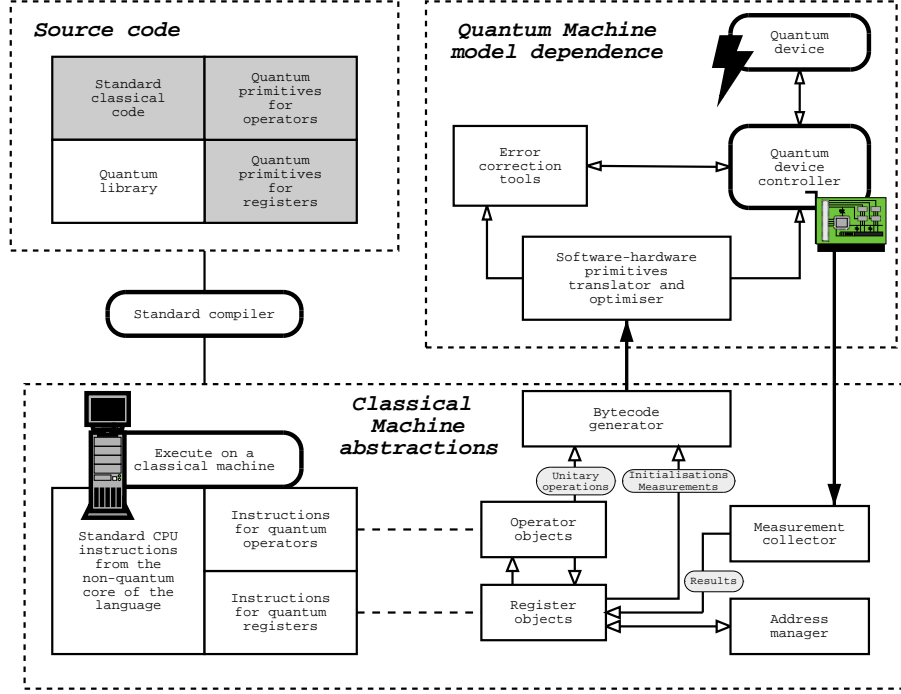 Source code
Standard
classical
code
Quantum
primitives
for
operators
Quantum
library
Quantum
primitives
for
registers
Standard compiler
Quantum Machine
model dependence
Quantum
device
Error
correction
tools
Quantum
device
controller
Software-hardware
primitives
translator and
optimiser
Classical
Machine
abstractions
Execute on a
classical machine
Standard CPU
instructions
from the
non-quantum
core of the
language
Instructions
for quantum
operators
Instructions
for quantum
registers
Bytecode
generator
Unitary
operations
Initialisations
Measurements
Operator
objects
Register
objects
Measurement
collector
Results
Address
manager